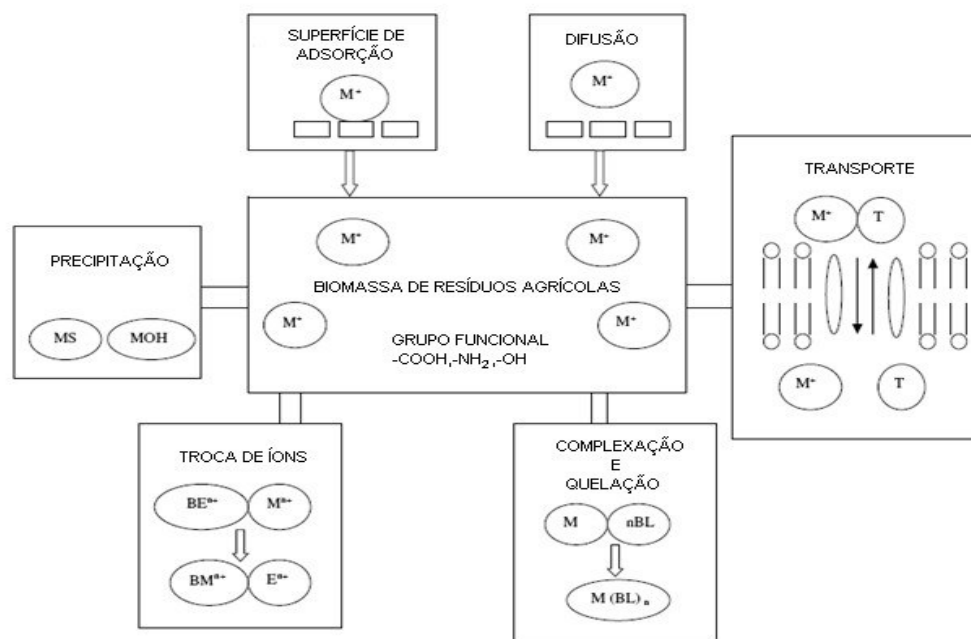 SUPERFÍCIE DE
ADSORÇÃO
M⁺
DIFUSÃO
M⁺
TRANSPORTE
M⁺
T
M⁺
T
PRECIPITAÇÃO
MS
MOH
M⁺
M⁺
BIOMASSA DE RESÍDUOS AGRÍCOLAS
M⁺
M⁺
GRUPO FUNCIONAL
-COOH,-NH₂,-OH
TROCA DE ÍONS
BEⁿ⁺
Mⁿ⁺
BMⁿ⁺
Eⁿ⁺
COMPLEXAÇÃO
E
QUELAÇÃO
M
nBL
M (BL) ₙ